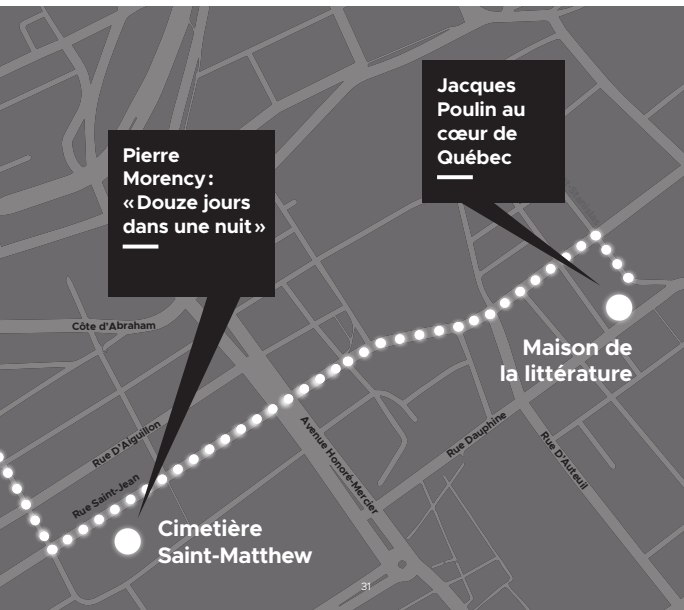 Jacques
Poulin au
cœur de
Québec
Pierre
Morency :
« Douze jours
dans une nuit »
Côte d'Abraham
Maison de
la littérature
Rue D'Aiguillon
Avenue Honoré-Mercier
Rue Dauphine
Rue D'Auteuil
Rue Saint-Jean
Cimetière
Saint-Matthew
31